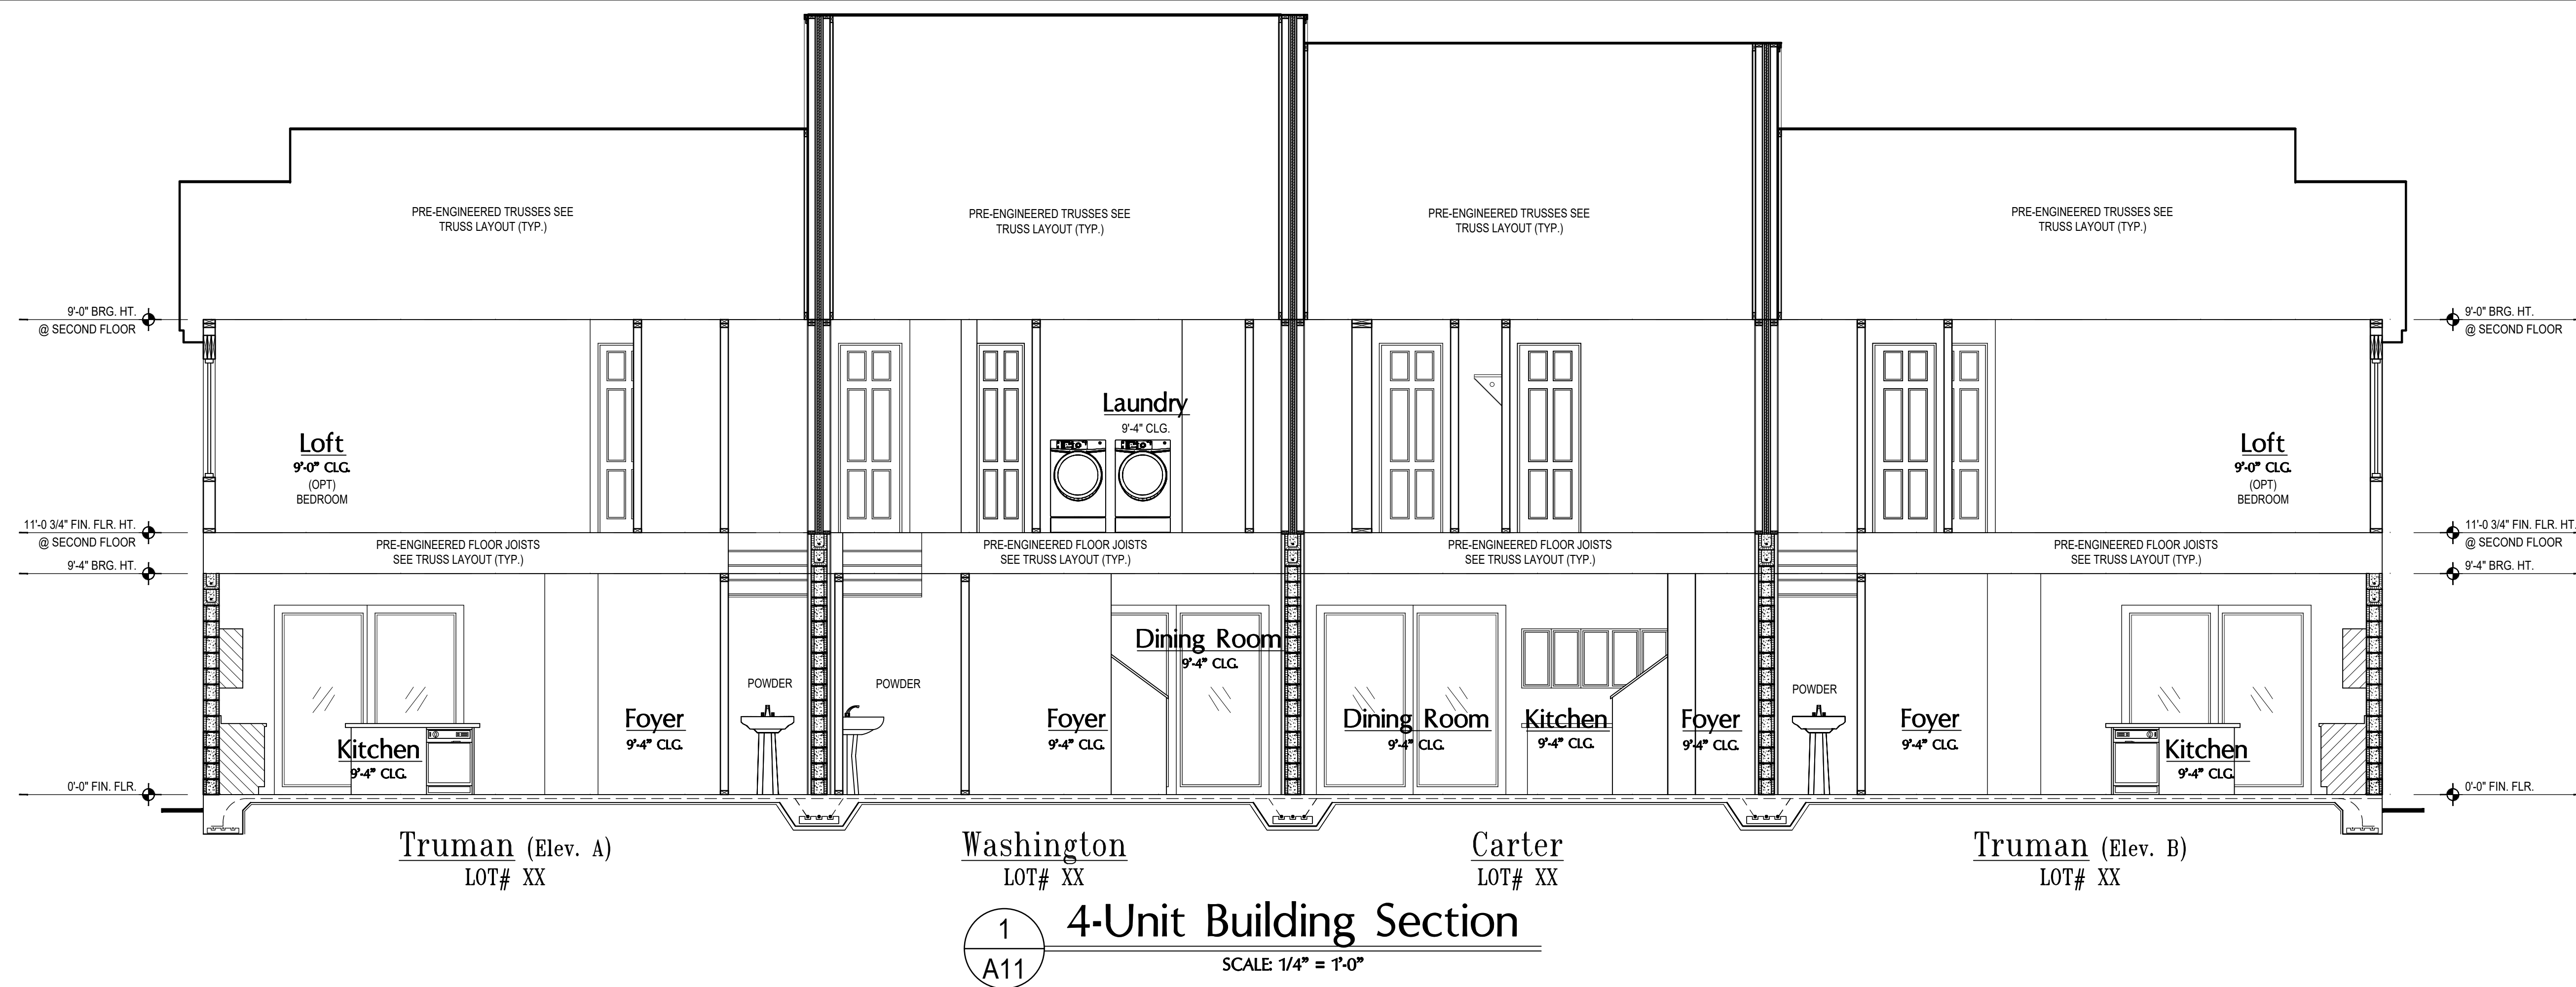 PRE-ENGINEERED TRUSSES SEE
TRUSS LAYOUT (TYP.)
PRE-ENGINEERED TRUSSES SEE
TRUSS LAYOUT (TYP.)
PRE-ENGINEERED TRUSSES SEE
TRUSS LAYOUT (TYP.)
PRE-ENGINEERED TRUSSES SEE
TRUSS LAYOUT (TYP.)
9'-0" BRG. HT.
@ SECOND FLOOR
9'-0" BRG. HT.
@ SECOND FLOOR
Loft
9'-0" CLG.
(OPT)
BEDROOM
Laundry
9'-4" CLG.
Loft
9'-0" CLG.
(OPT)
BEDROOM
11'-0 3/4" FIN. FLR. HT.
@ SECOND FLOOR
11'-0 3/4" FIN. FLR. HT.
@ SECOND FLOOR
PRE-ENGINEERED FLOOR JOISTS
SEE TRUSS LAYOUT (TYP.)
PRE-ENGINEERED FLOOR JOISTS
SEE TRUSS LAYOUT (TYP.)
PRE-ENGINEERED FLOOR JOISTS
SEE TRUSS LAYOUT (TYP.)
PRE-ENGINEERED FLOOR JOISTS
SEE TRUSS LAYOUT (TYP.)
9'-4" BRG. HT.
9'-4" BRG. HT.
Kitchen
9'-4" CLG.
Foyer
9'-4" CLG.
POWDER
POWDER
Foyer
9'-4" CLG.
Dining Room
9'-4" CLG.
Dining Room
9'-4" CLG.
Kitchen
9'-4" CLG.
Foyer
9'-4" CLG.
POWDER
Foyer
9'-4" CLG.
Kitchen
9'-4" CLG.
0'-0" FIN. FLR.
0'-0" FIN. FLR.
Truman (Elev. A)
LOT# XX
Washington
LOT# XX
Carter
LOT# XX
Truman (Elev. B)
LOT# XX
1
A11
4-Unit Building Section
SCALE: 1/4" = 1'-0"